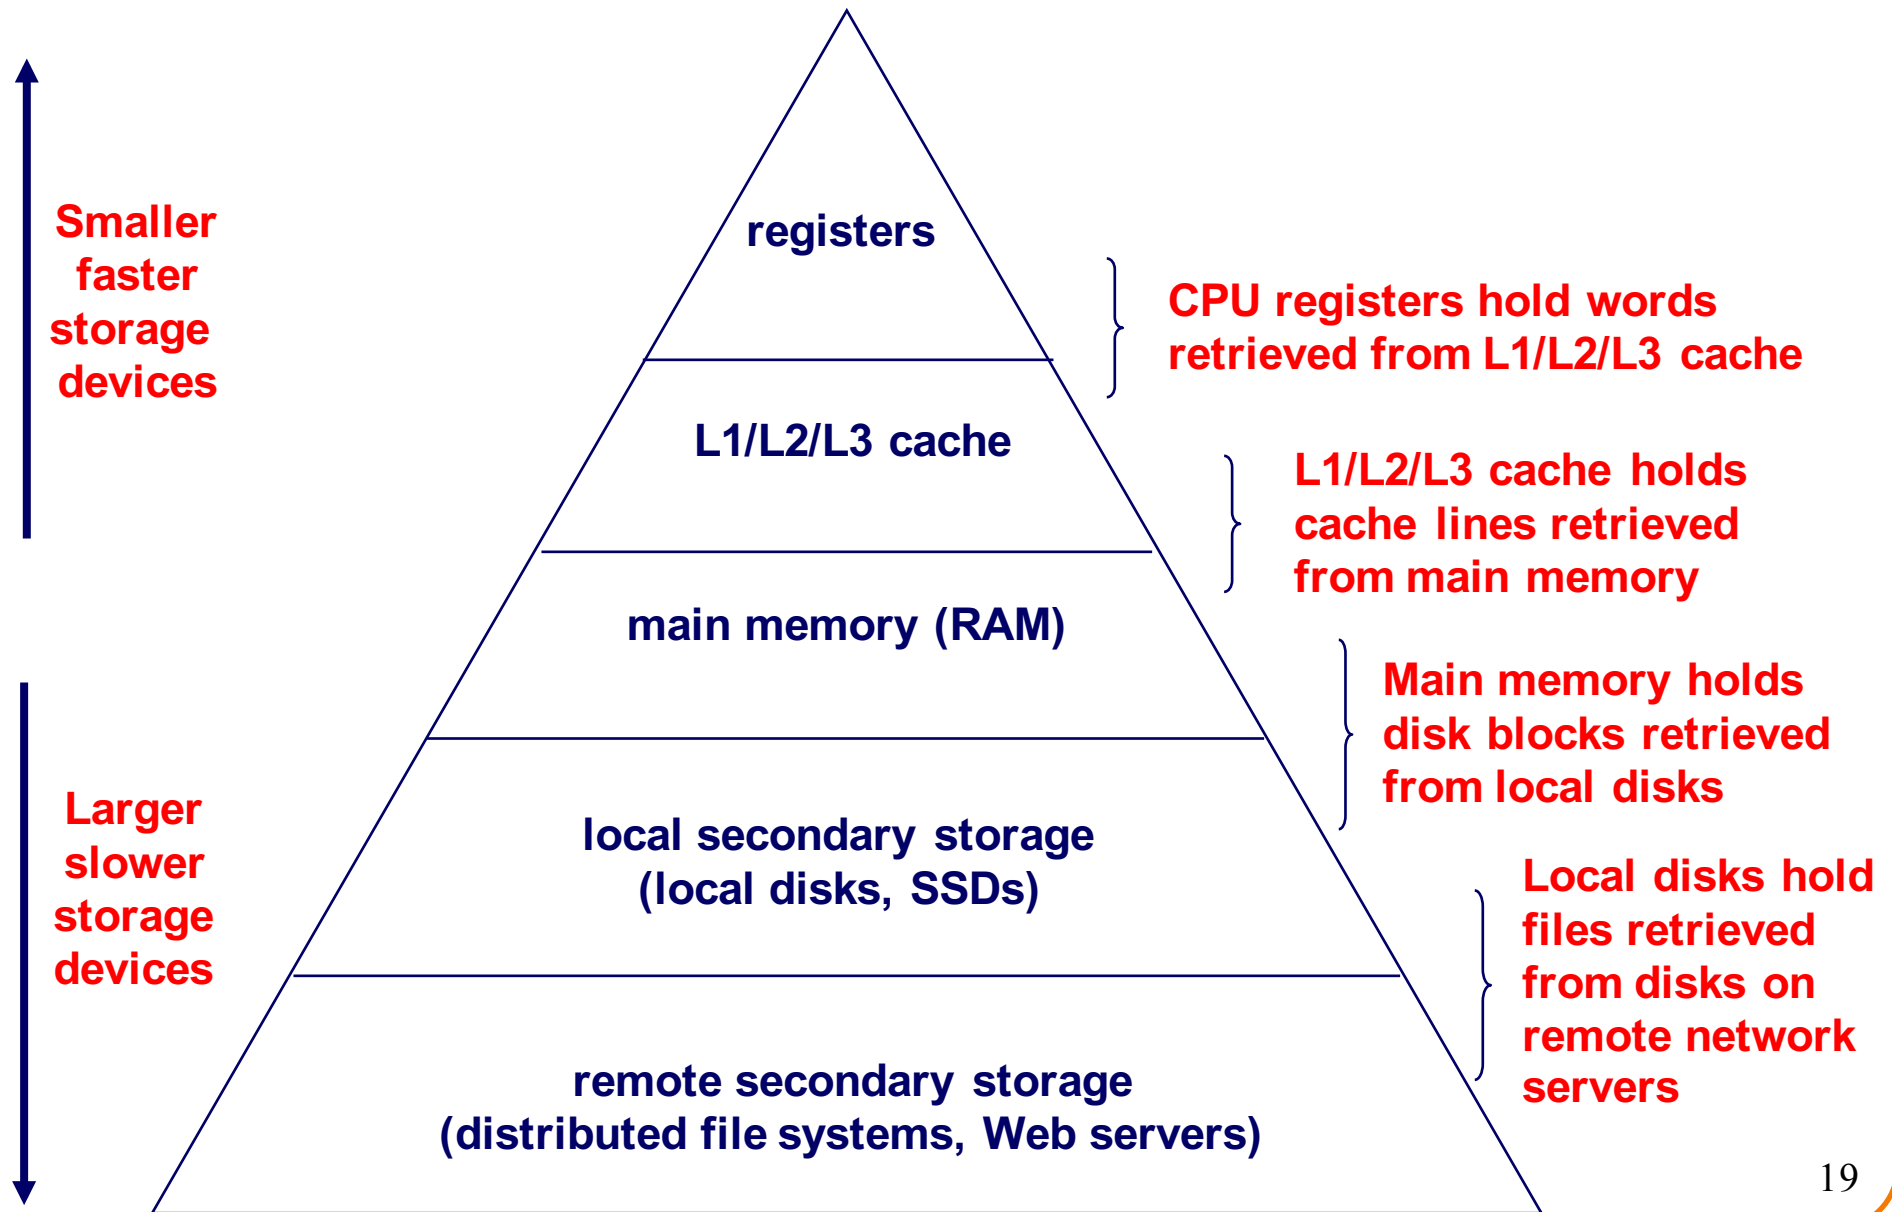 Smaller
faster
storage
devices
Larger
slower
storage
devices
registers
L1/L2/L3 cache
main memory (RAM)
local secondary storage
(local disks, SSDs)
remote secondary storage
(distributed file systems, Web servers)
CPU registers hold words
retrieved from L1/L2/L3 cache
L1/L2/L3 cache holds
cache lines retrieved
from main memory
Main memory holds
disk blocks retrieved
from local disks
Local disks hold
files retrieved
from disks on
remote network
servers
19